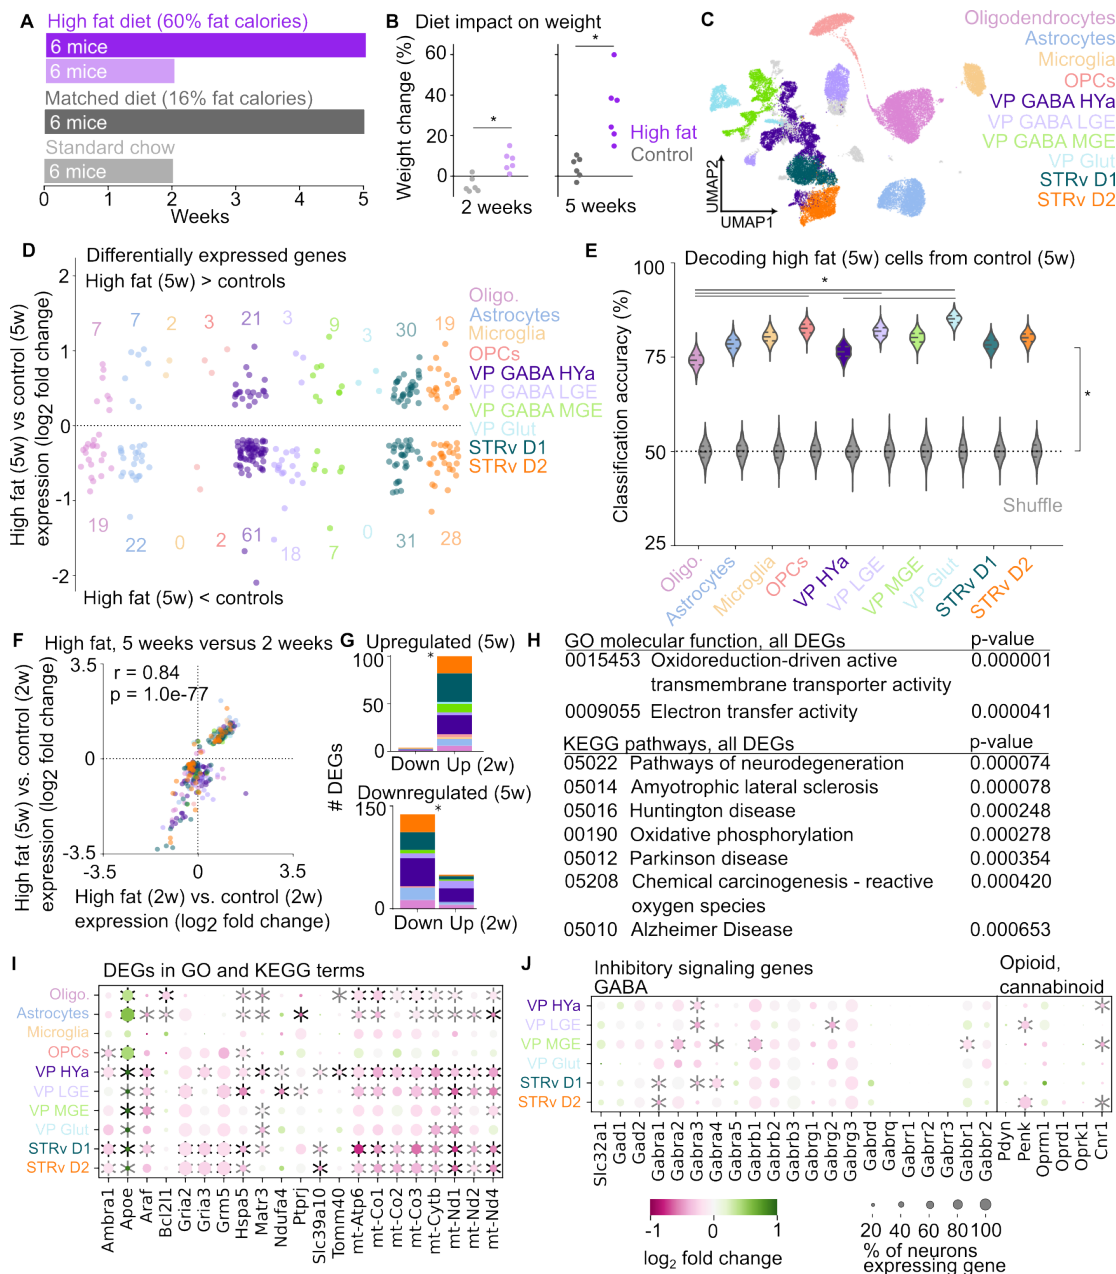 A
High fat diet (60% fat calories)
6 mice
6 mice
Matched diet (16% fat calories)
6 mice
Standard chow
6 mice
0 1 2 3 4 5
Weeks
B
Diet impact on weight
Weight change (%)
60
40
20
0
*
*
High fat
Control
2 weeks
5 weeks
C
UMAP2
UMAP1
Oligodendrocytes
Astrocytes
Microglia
OPCs
VP GABA HYa
VP GABA LGE
VP GABA MGE
VP Glut
STRv D1
STRv D2
D
Differentially expressed genes
High fat (5w) > controls
High fat (5w) vs control (5w)
expression (log2 fold change)
2
1
0
-1
-2
7 7 2 3 21 3 9 3 30 19
19 22 0 2 61 18 7 0 31 28
High fat (5w) < controls
Oligo.
Astrocytes
Microglia
OPCs
VP GABA HYa
VP GABA LGE
VP GABA MGE
VP Glut
STRv D1
STRv D2
E
Decoding high fat (5w) cells from control (5w)
Classification accuracy (%)
100
75
50
25
*
*
Shuffle
Oligo.
Astrocytes
Microglia
OPCs
VP HYa
VP LGE
VP MGE
VP Glut
STRv D1
STRv D2
F
High fat, 5 weeks versus 2 weeks
r = 0.84
p = 1.0e-77
High fat (5w) vs. control (2w)
expression (log2 fold change)
3.5
0
-3.5
-3.5 0 3.5
High fat (2w) vs. control (2w)
expression (log2 fold change)
G
Upregulated (5w)
# DEGs
100
50
0
*
Down Up (2w)
Downregulated (5w)
150
0
*
Down Up (2w)
H
GO molecular function, all DEGs p-value
0015453 Oxidoreduction-driven active 0.000001
transmembrane transporter activity
0009055 Electron transfer activity 0.000041
KEGG pathways, all DEGs p-value
05022 Pathways of neurodegeneration 0.000074
05014 Amyotrophic lateral sclerosis 0.000078
05016 Huntington disease 0.000248
00190 Oxidative phosphorylation 0.000278
05012 Parkinson disease 0.000354
05208 Chemical carcinogenesis - reactive 0.000420
oxygen species
05010 Alzheimer Disease 0.000653
I
DEGs in GO and KEGG terms
Oligo.
Astrocytes
Microglia
OPCs
VP HYa
VP LGE
VP MGE
VP Glut
STRv D1
STRv D2
Ambra1
Apoe
Araf
Bcl2l1
Gria2
Gria3
Grm5
Hspa5
Matr3
Ndufa4
Ptprj
Slc39a10
Tomm40
mt-Atp6
mt-Co1
mt-Co2
mt-Co3
mt-Cytb
mt-Nd1
mt-Nd2
mt-Nd4
J
Inhibitory signaling genes
GABA
Opioid,
cannabinoid
VP HYa
VP LGE
VP MGE
VP Glut
STRv D1
STRv D2
Slc32a1
Gad1
Gad2
Gabra1
Gabra2
Gabra3
Gabra4
Gabra5
Gabrb1
Gabrb2
Gabrb3
Gabrg1
Gabrg2
Gabrg3
Gabrd
Gabrq
Gabrr1
Gabrr2
Gabrr3
Gabbr1
Gabbr2
Pdyn
Penk
Oprm1
Oprd1
Oprk1
Cnr1
-1 0 1
log2 fold change
20 40 60 80 100
% of neurons
expressing gene